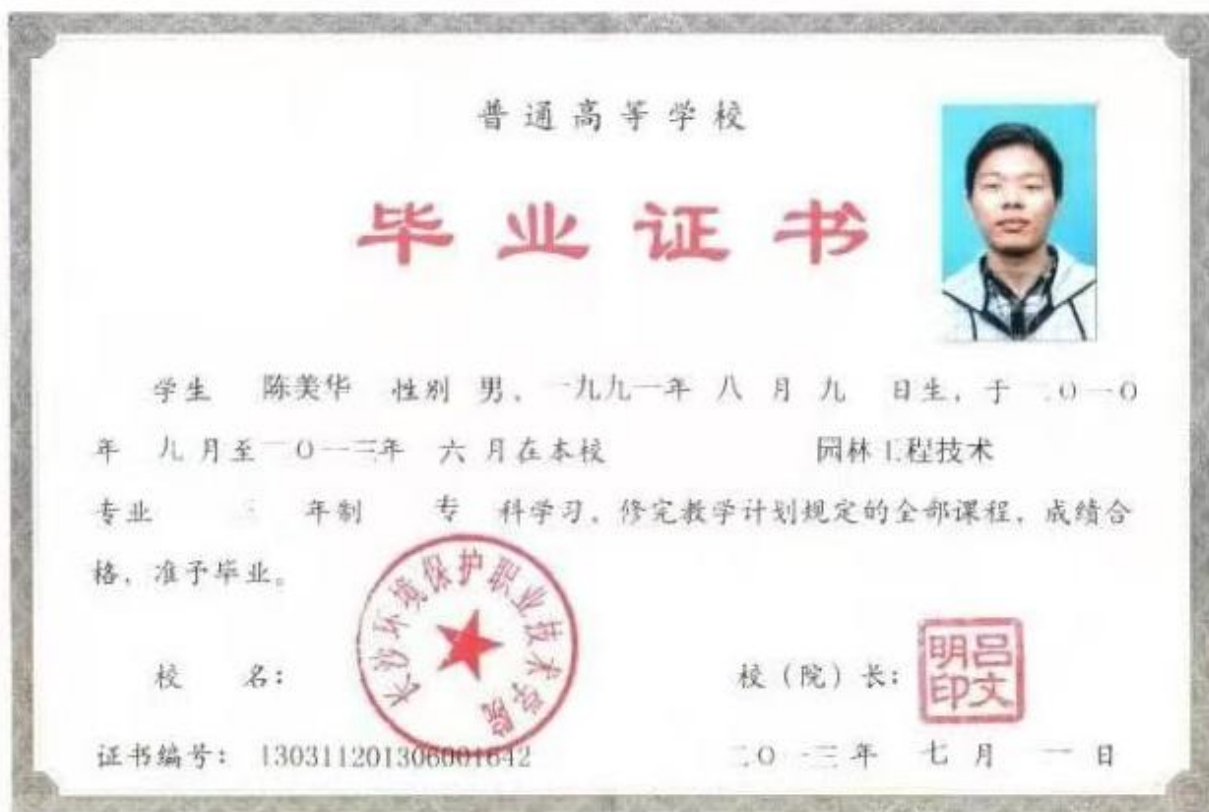 普通高等学校
毕业证书
学生 陈美华 性别 男，一九九一年 八 月 九 日生，于 二〇一〇
年 九 月至 二〇一三年 六 月在本校 园林工程技术
专业 三 年制 专 科学习，修完教学计划规定的全部课程，成绩合
格，准予毕业。
长沙环境保护职业技术学院
校 名： 校（院）长：
吕文明印
证书编号： 130311201306001642 二〇一三年 七 月 一 日